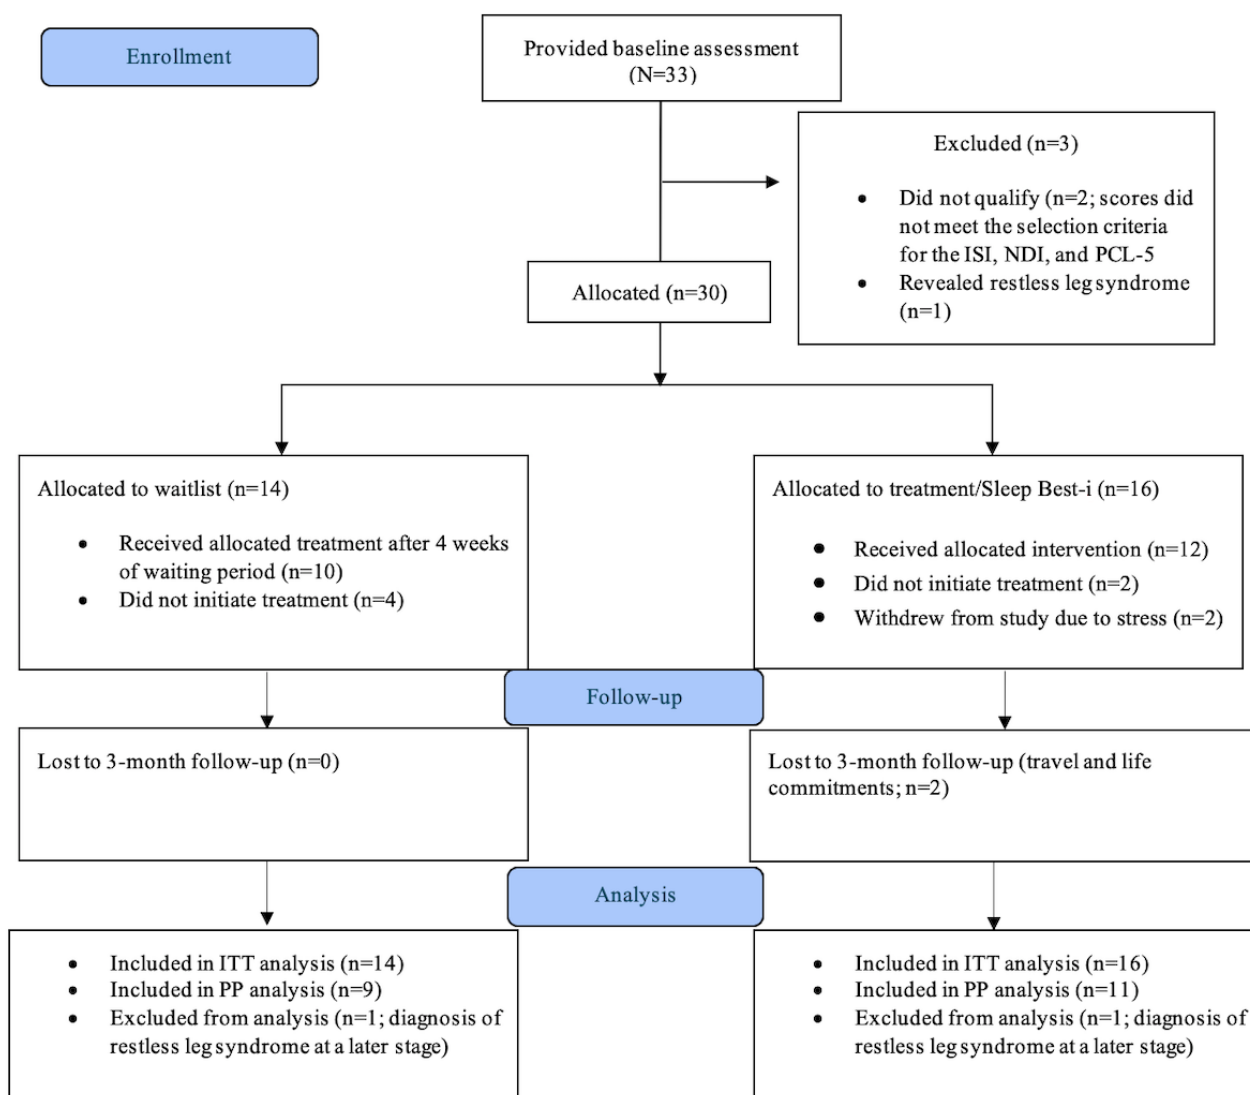 Enrollment
Provided baseline assessment
(N=33)
Excluded (n=3)
• Did not qualify (n=2; scores did
not meet the selection criteria
for the ISI, NDI, and PCL-5
• Revealed restless leg syndrome
(n=1)
Allocated (n=30)
Allocated to waitlist (n=14)
• Received allocated treatment after 4 weeks
of waiting period (n=10)
• Did not initiate treatment (n=4)
Allocated to treatment/Sleep Best-i (n=16)
• Received allocated intervention (n=12)
• Did not initiate treatment (n=2)
• Withdrew from study due to stress (n=2)
Follow-up
Lost to 3-month follow-up (n=0)
Lost to 3-month follow-up (travel and life
commitments; n=2)
Analysis
• Included in ITT analysis (n=14)
• Included in PP analysis (n=9)
• Excluded from analysis (n=1; diagnosis of
restless leg syndrome at a later stage)
• Included in ITT analysis (n=16)
• Included in PP analysis (n=11)
• Excluded from analysis (n=1; diagnosis of
restless leg syndrome at a later stage)